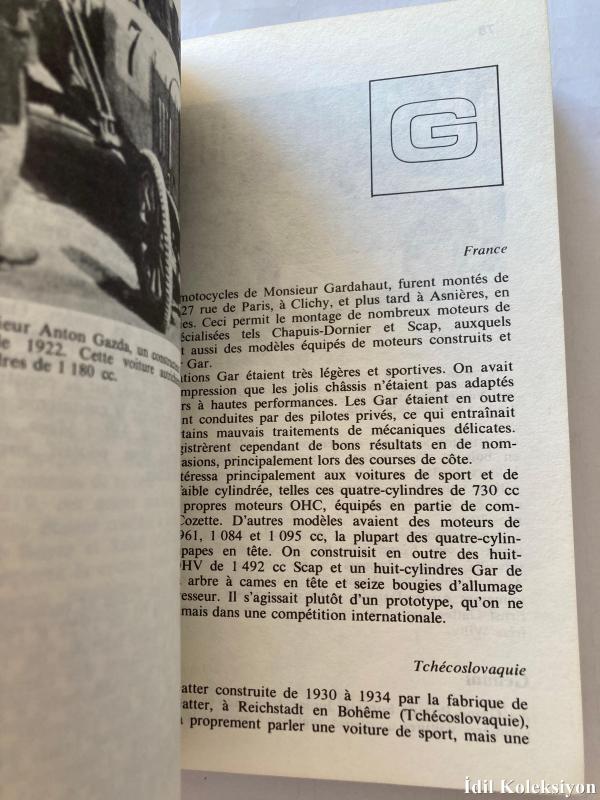 7
ieur Anton Gazda, un constructeur
de 1922. Cette voiture
dres de 1 180 cc.
78
G
France
motocycles de Monsieur Gardahaut, furent montés de
27 rue de Paris, à Clichy, et plus tard à Asnières, en
es. Ceci permit le montage de nombreux moteurs de
écialisées tels Chapuis-Dornier et Scap, auxquels
t aussi des modèles équipés de moteurs construits et
r Gar.
ations Gar étaient très légères et sportives. On avait
mpression que les jolis châssis n'étaient pas adaptés
rs à hautes performances. Les Gar étaient en outre
nt conduites par des pilotes privés, ce qui entraînait
rtains mauvais traitements de mécaniques délicates.
gistrèrent cependant de bons résultats en de nom-
casions, principalement lors des courses de côte.
téressa principalement aux voitures de sport et de
faible cylindrée, telles ces quatre-cylindres de 730 cc
propres moteurs OHC, équipés en partie de com-
Cozette. D'autres modèles avaient des moteurs de
961, 1 084 et 1 095 cc, la plupart des quatre-cylin-
papes en tête. On construisit en outre des huit-
OHV de 1 492 cc Scap et un huit-cylindres Gar de
arbre à cames en tête et seize bougies d'allumage
resseur. Il s'agissait plutôt d'un prototype, qu'on ne
mais dans une compétition internationale.
Tchécoslovaquie
atter construite de 1930 à 1934 par la fabrique de
atter, à Reichstadt en Bohême (Tchécoslovaquie),
à proprement parler une voiture de sport, mais une
İdil Koleksiyon